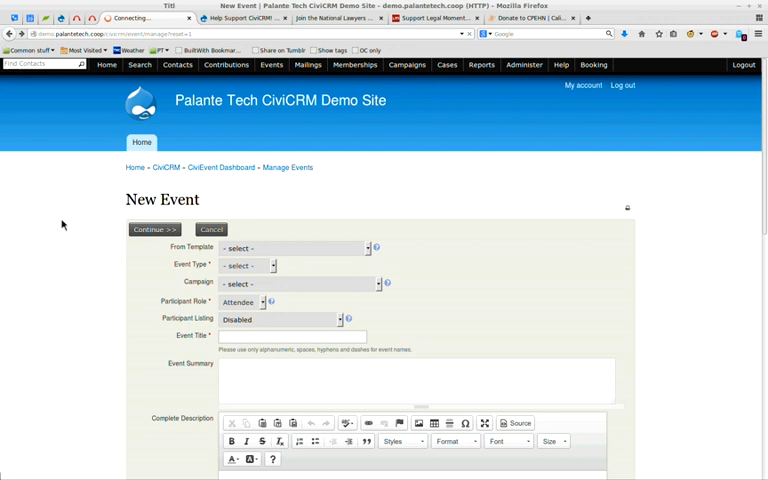 Titl New Event | Palante Tech CiviCRM Demo Site - demo.palantetech.coop (HTTP) - Mozilla Firefox
Connecting... Help Support CiviCRM! ... Join the National Lawyers ... Support Legal Moment... Donate to CPEHN | Cali...
demo.palantetech.coop/civicrm/event/manage?reset=1 Google
Common stuff Most Visited Weather PT BuiltWith Bookmar... Share on Tumblr Show tags OC only
Find Contacts Home Search Contacts Contributions Events Mailings Memberships Campaigns Cases Reports Administer Help Booking Logout
My account Log out
Palante Tech CiviCRM Demo Site
Home
Home » CiviCRM » CiviEvent Dashboard » Manage Events
New Event
Continue >> Cancel
From Template - select -
Event Type * - select -
Campaign - select -
Participant Role * Attendee
Participant Listing Disabled
Event Title *
Please use only alphanumeric, spaces, hyphens and dashes for event names.
Event Summary
Complete Description
Source
B I S Tx Styles Format Font Size
A A ?